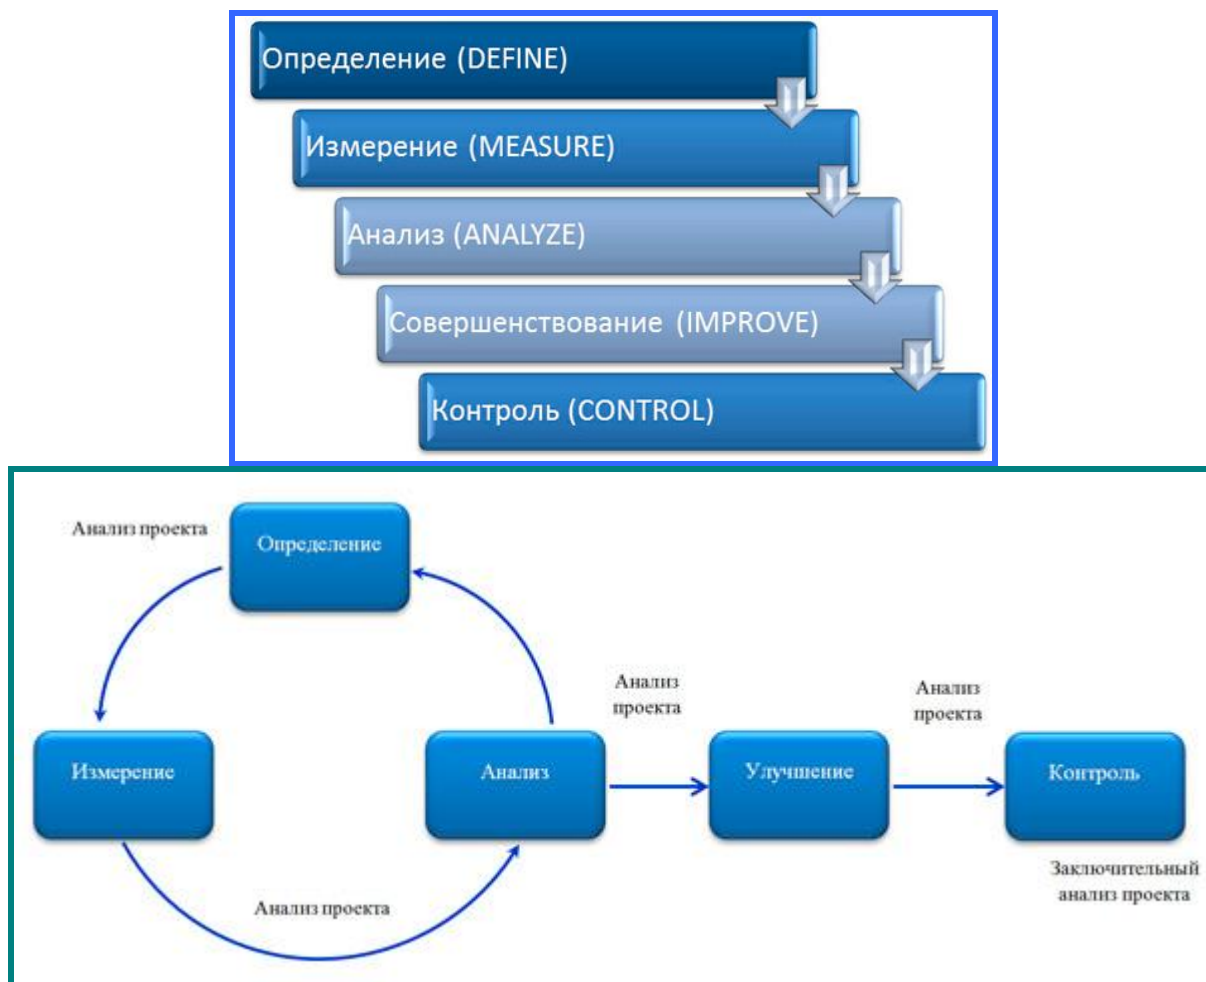 Определение (DEFINE)
Измерение (MEASURE)
Анализ (ANALYZE)
Совершенствование (IMPROVE)
Контроль (CONTROL)
Анализ проекта
Определение
Анализ
проекта
Анализ
проекта
Измерение
Анализ
Улучшение
Контроль
Анализ проекта
Заключительный
анализ проекта